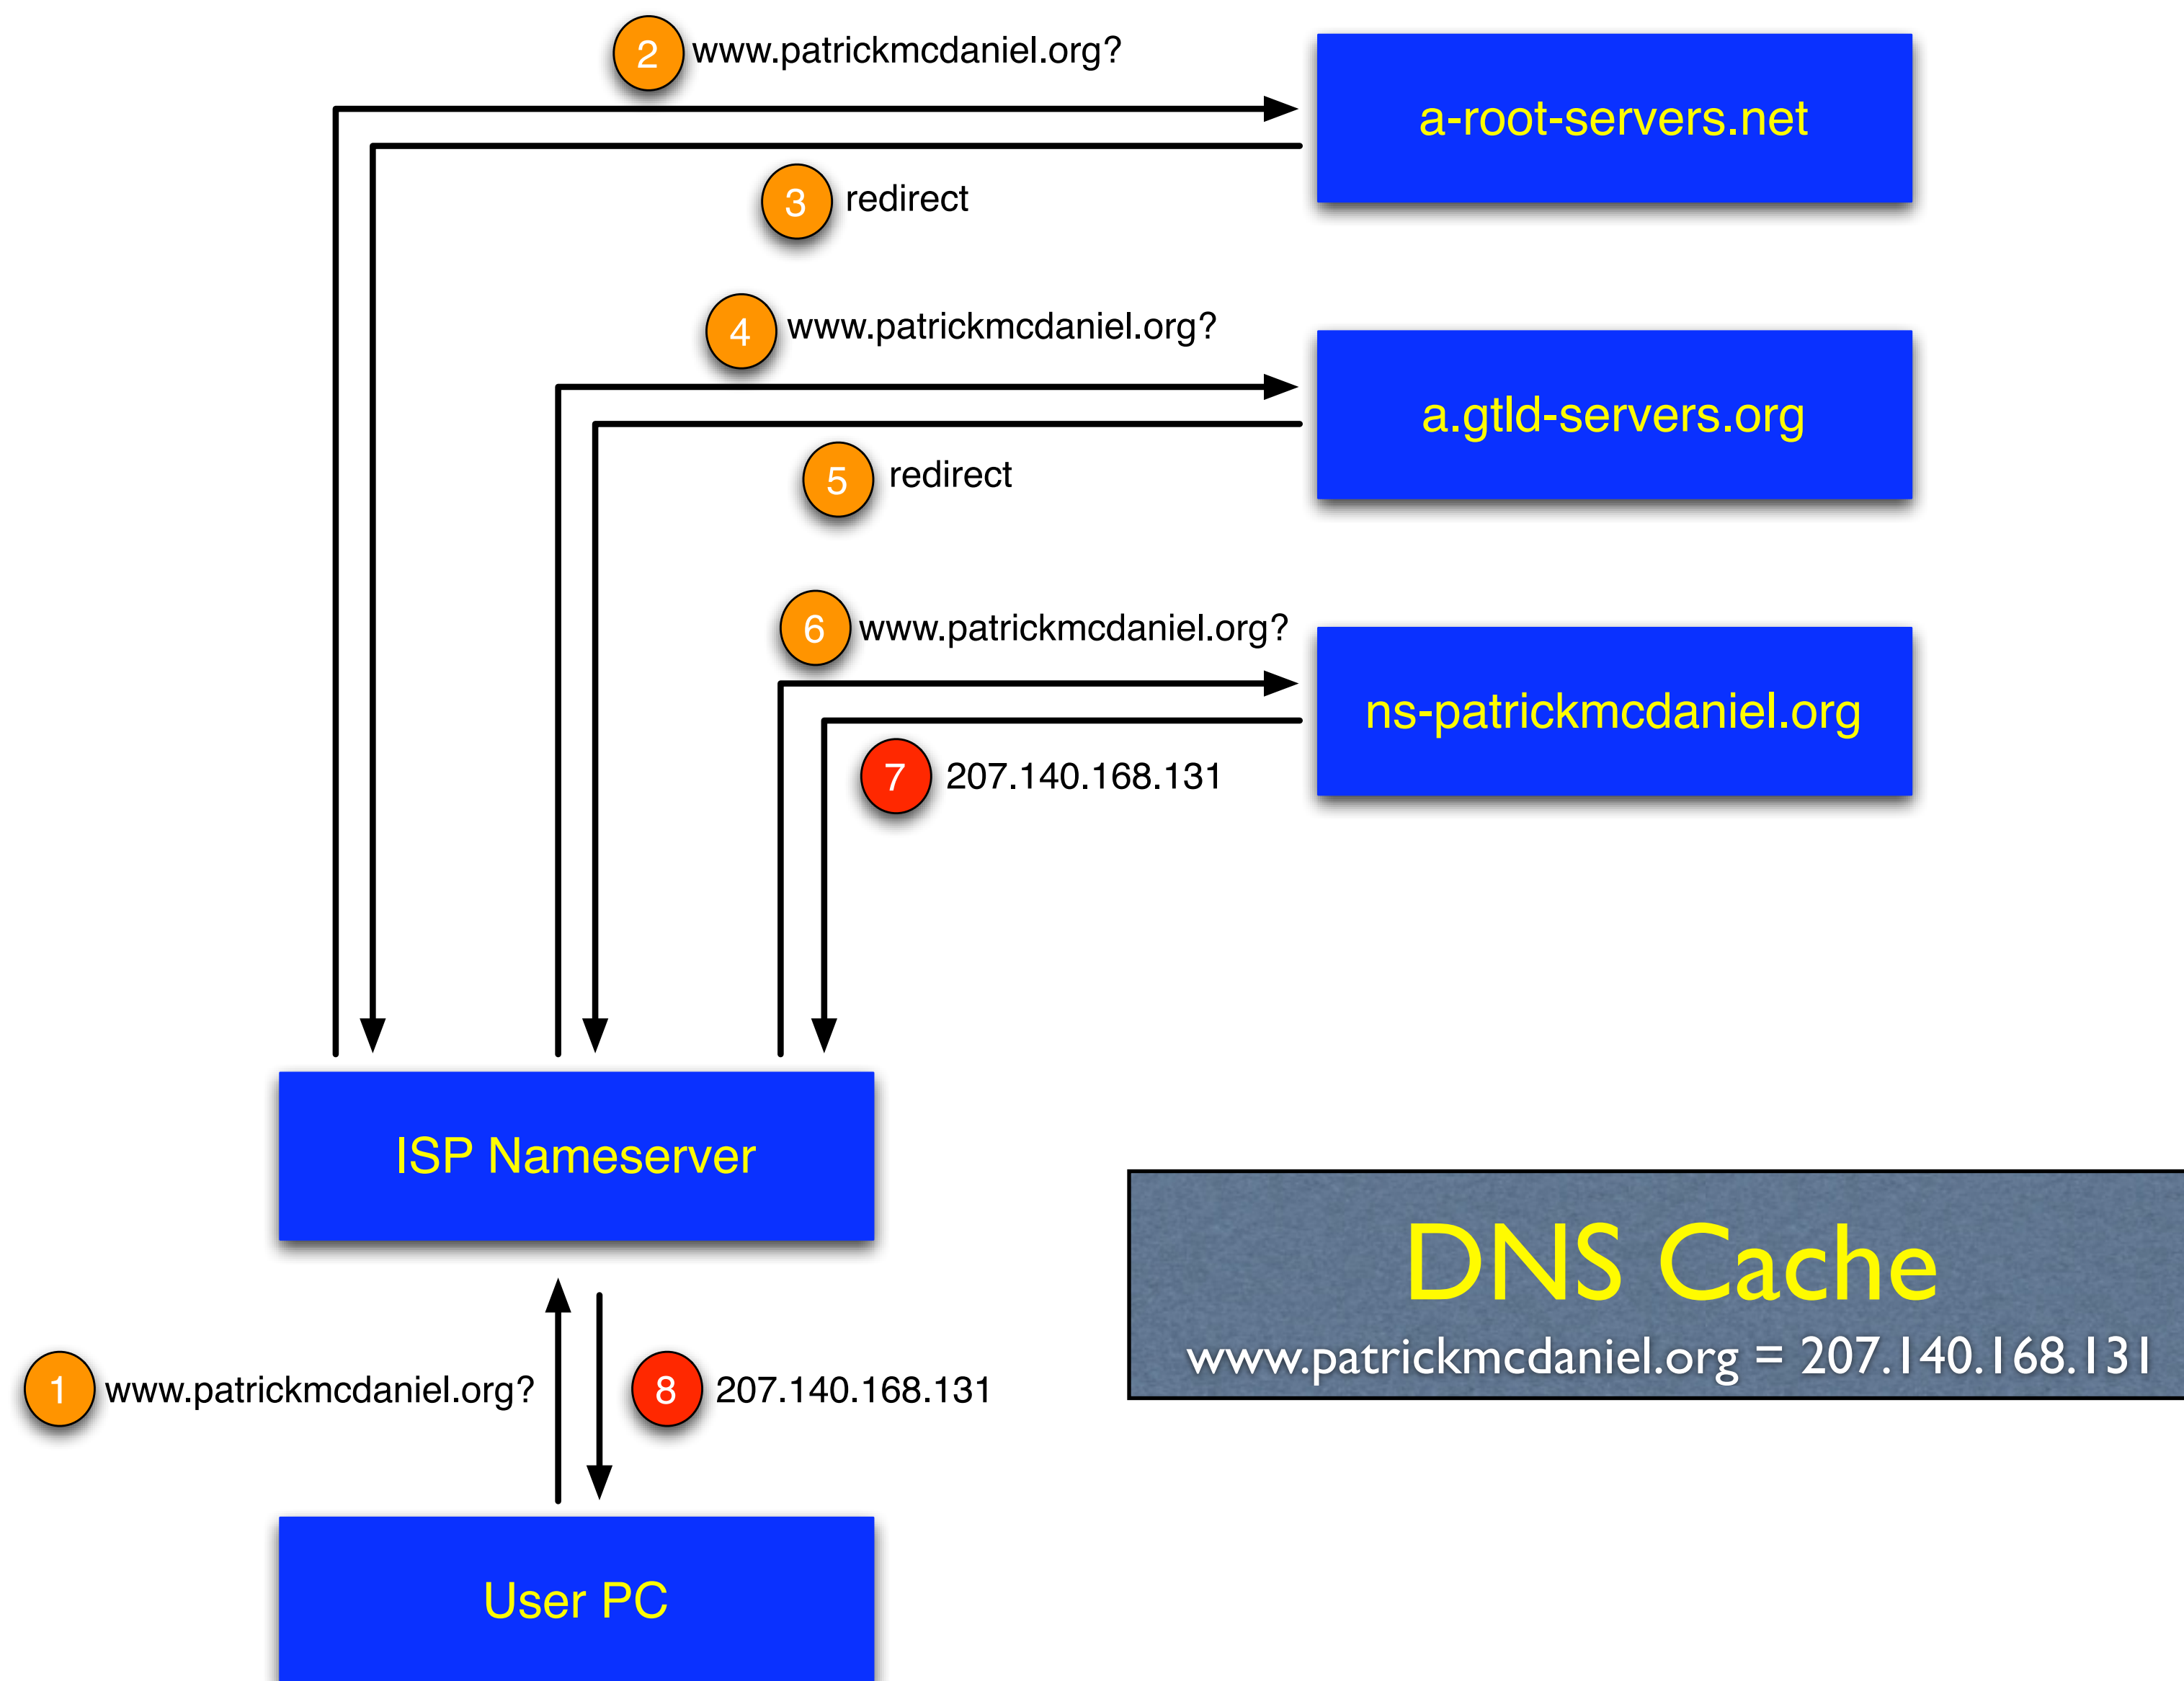 2 www.patrickmcdaniel.org?
a-root-servers.net
3 redirect
4 www.patrickmcdaniel.org?
a.gtld-servers.org
5 redirect
6 www.patrickmcdaniel.org?
ns-patrickmcdaniel.org
7 207.140.168.131
ISP Nameserver
DNS Cache
www.patrickmcdaniel.org = 207.140.168.131
1 www.patrickmcdaniel.org?
8 207.140.168.131
User PC